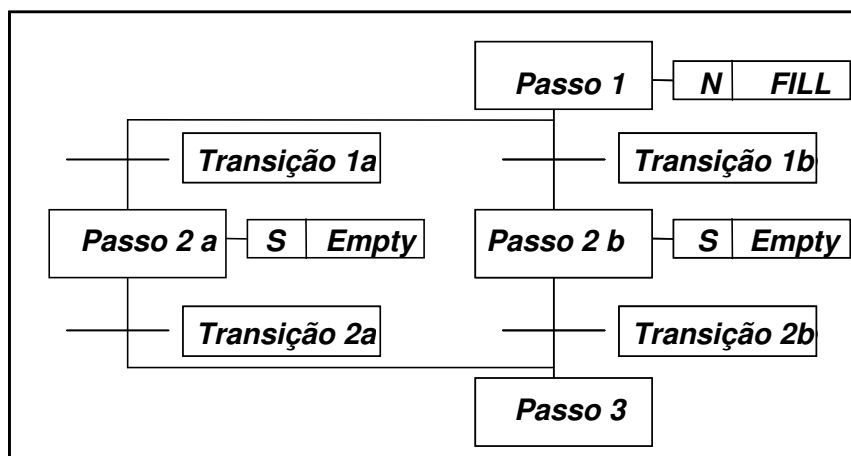 Passo 1 N FILL
Transição 1a Transição 1b
Passo 2 a S Empty Passo 2 b S Empty
Transição 2a Transição 2b
Passo 3